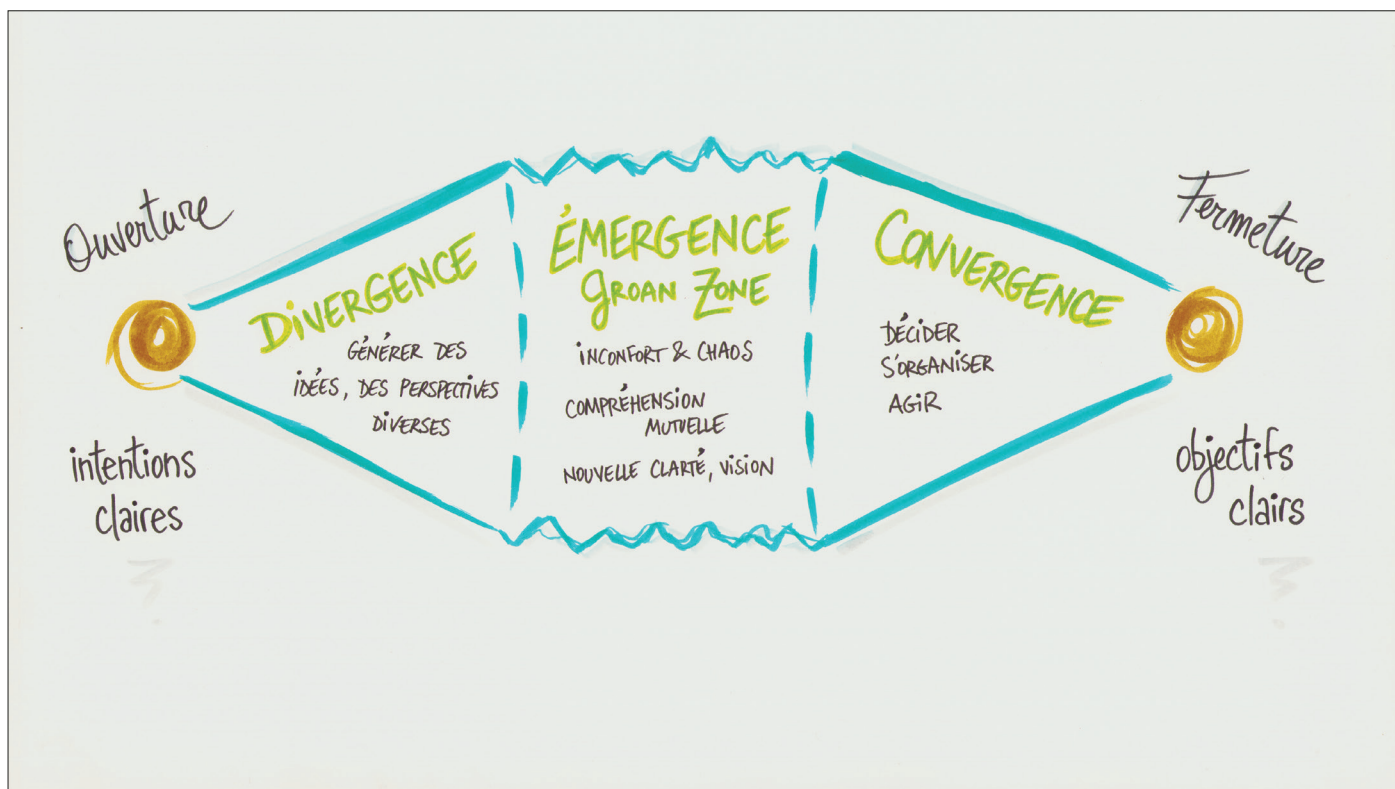 Ouverture
intentions
claires
DiVERGENCE
GÉNÉRER DES
iDÉES, DES PERSPECTiVES
DiVERSES
ÉMERGENCE
GROAN ZONE
iNCONFORT & CHAOS
COMPRÉHENSiON
MUTUELLE
NOUVELLE CLARTÉ, ViSiON
CONVERGENCE
DÉCiDER
S'ORGANiSER
AGiR
Fermeture
objectifs
clairs